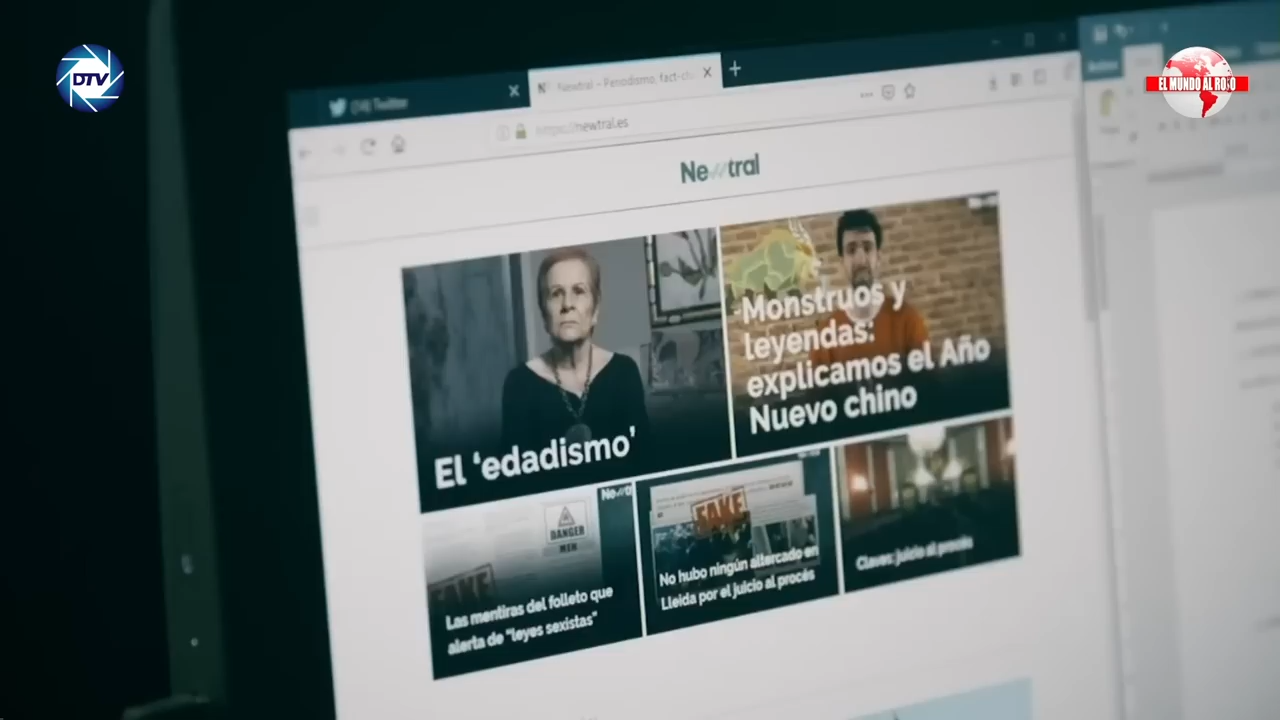 DTV
EL MUNDO AL ROJO
(14) Twitter
Newtral - Periodismo, fact-ch
https://newtral.es
Newtral
El ‘edadismo’
Monstruos y
leyendas:
explicamos el Año
Nuevo chino
DANGER
MEN
FAKE
Las mentiras del folleto que
alerta de "leyes sexistas"
FAKE
No hubo ningún altercado en
Lleida por el juicio al procés
Claves: juicio al procés